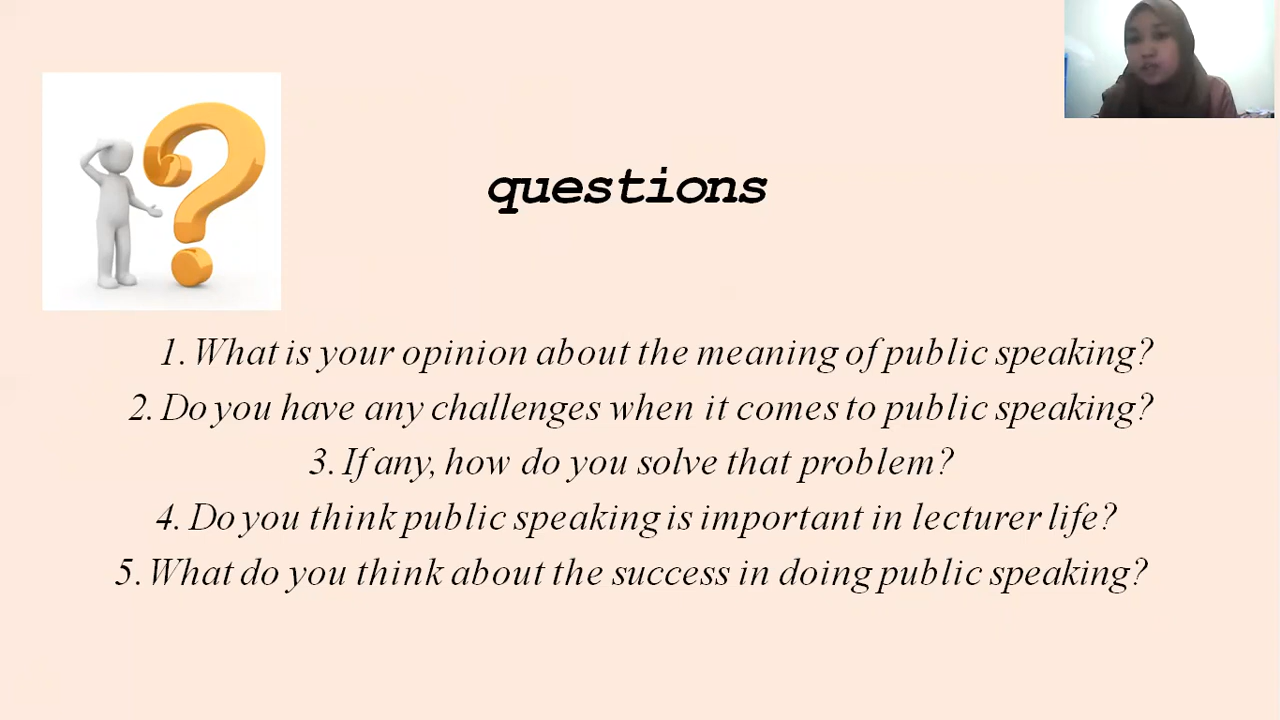 questions
1. What is your opinion about the meaning of public speaking?
2. Do you have any challenges when it comes to public speaking?
3. If any, how do you solve that problem?
4. Do you think public speaking is important in lecturer life?
5. What do you think about the success in doing public speaking?